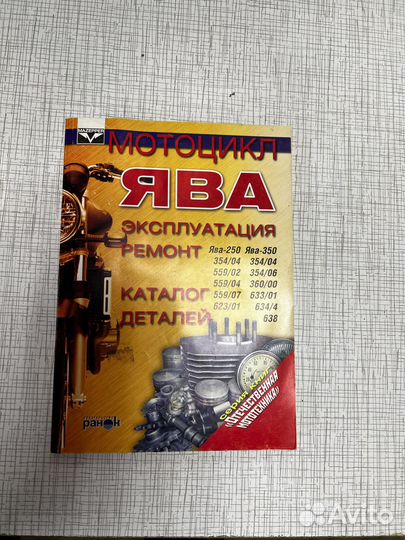 MAZEPPER
МОТОЦИКЛ
ЯВА
ЭКСПЛУАТАЦИЯ
РЕМОНТ
КАТАЛОГ
ДЕТАЛЕЙ
Ява-250 Ява-350
354/04 354/04
559/02 354/06
559/04 360/00
559/07 633/01
623/01 634/4
638
СЕРИЯ КНИГ
«ОТЕЧЕСТВЕННАЯ
МОТОТЕХНИКА»
ранок
Avito